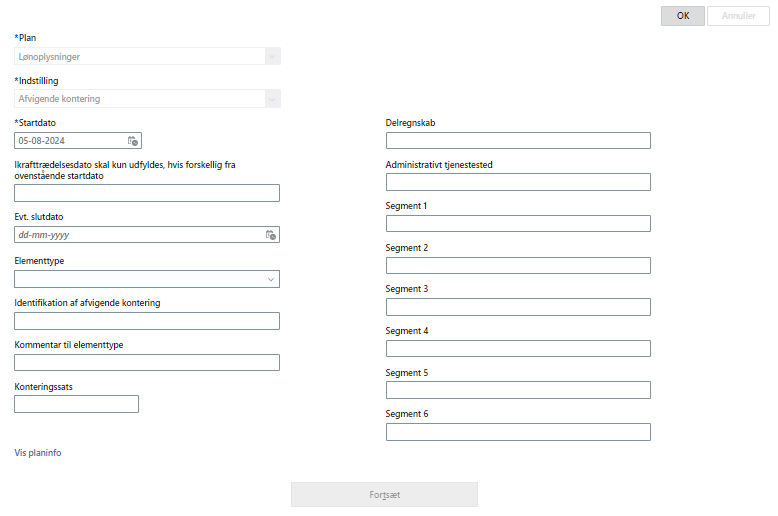 OK
Annuller
*Plan
Lønoplysninger
*Indstilling
Afvigende kontering
*Startdato
05-08-2024
Ikrafttrædelsesdato skal kun udfyldes, hvis forskellig fra
ovenstående startdato
Evt. slutdato
dd-mm-yyyy
Elementtype
Identifikation af afvigende kontering
Kommentar til elementtype
Konteringssats
Delregnskab
Administrativt tjenestested
Segment 1
Segment 2
Segment 3
Segment 4
Segment 5
Segment 6
Vis planinfo
Fortsæt